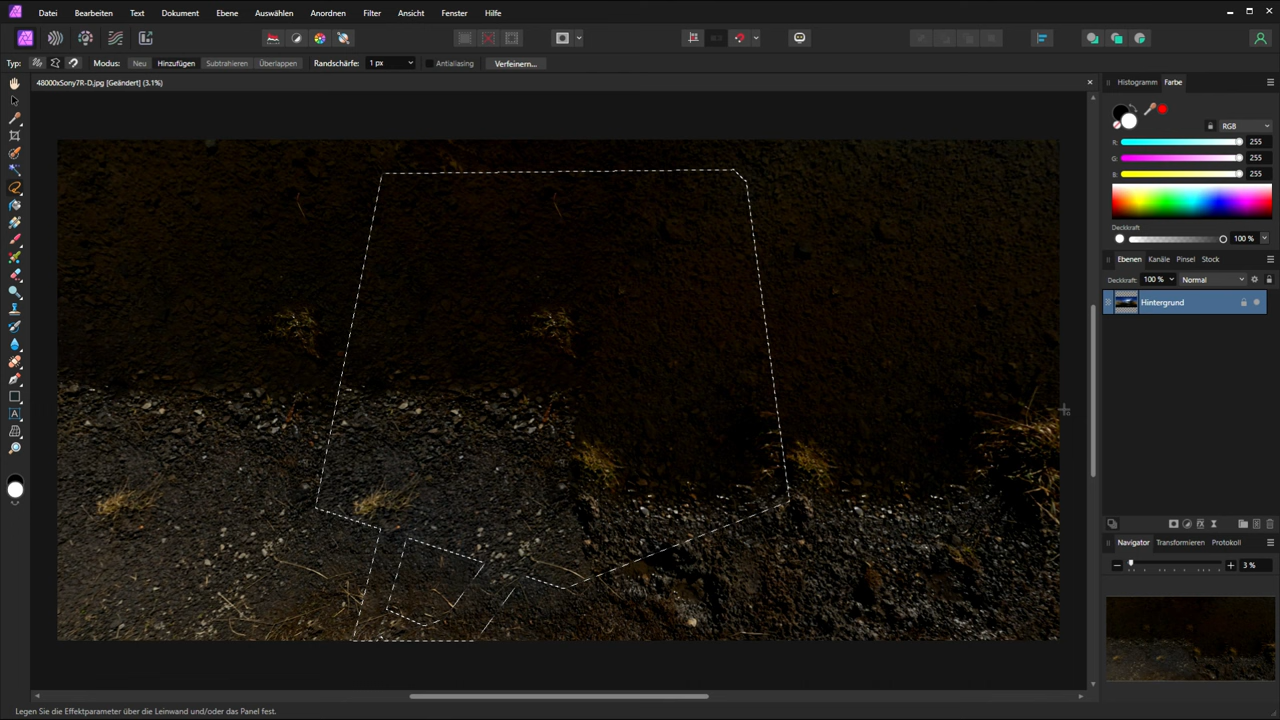 Datei Bearbeiten Text Dokument Ebene Auswählen Anordnen Filter Ansicht Fenster Hilfe
Typ: Modus: Neu Hinzufügen Subtrahieren Überlappen Randschärfe: 1 px Antialiasing Verfeinern...
48000xSony7R-D.jpg [Geändert] (3.1%)
Histogramm Farbe
RGB
R: 255
G: 255
B: 255
Deckkraft
100 %
Ebenen Kanäle Pinsel Stock
Deckkraft: 100 % Normal
Hintergrund
Navigator Transformieren Protokoll
3 %
Legen Sie die Effektparameter über die Leinwand und/oder das Panel fest.